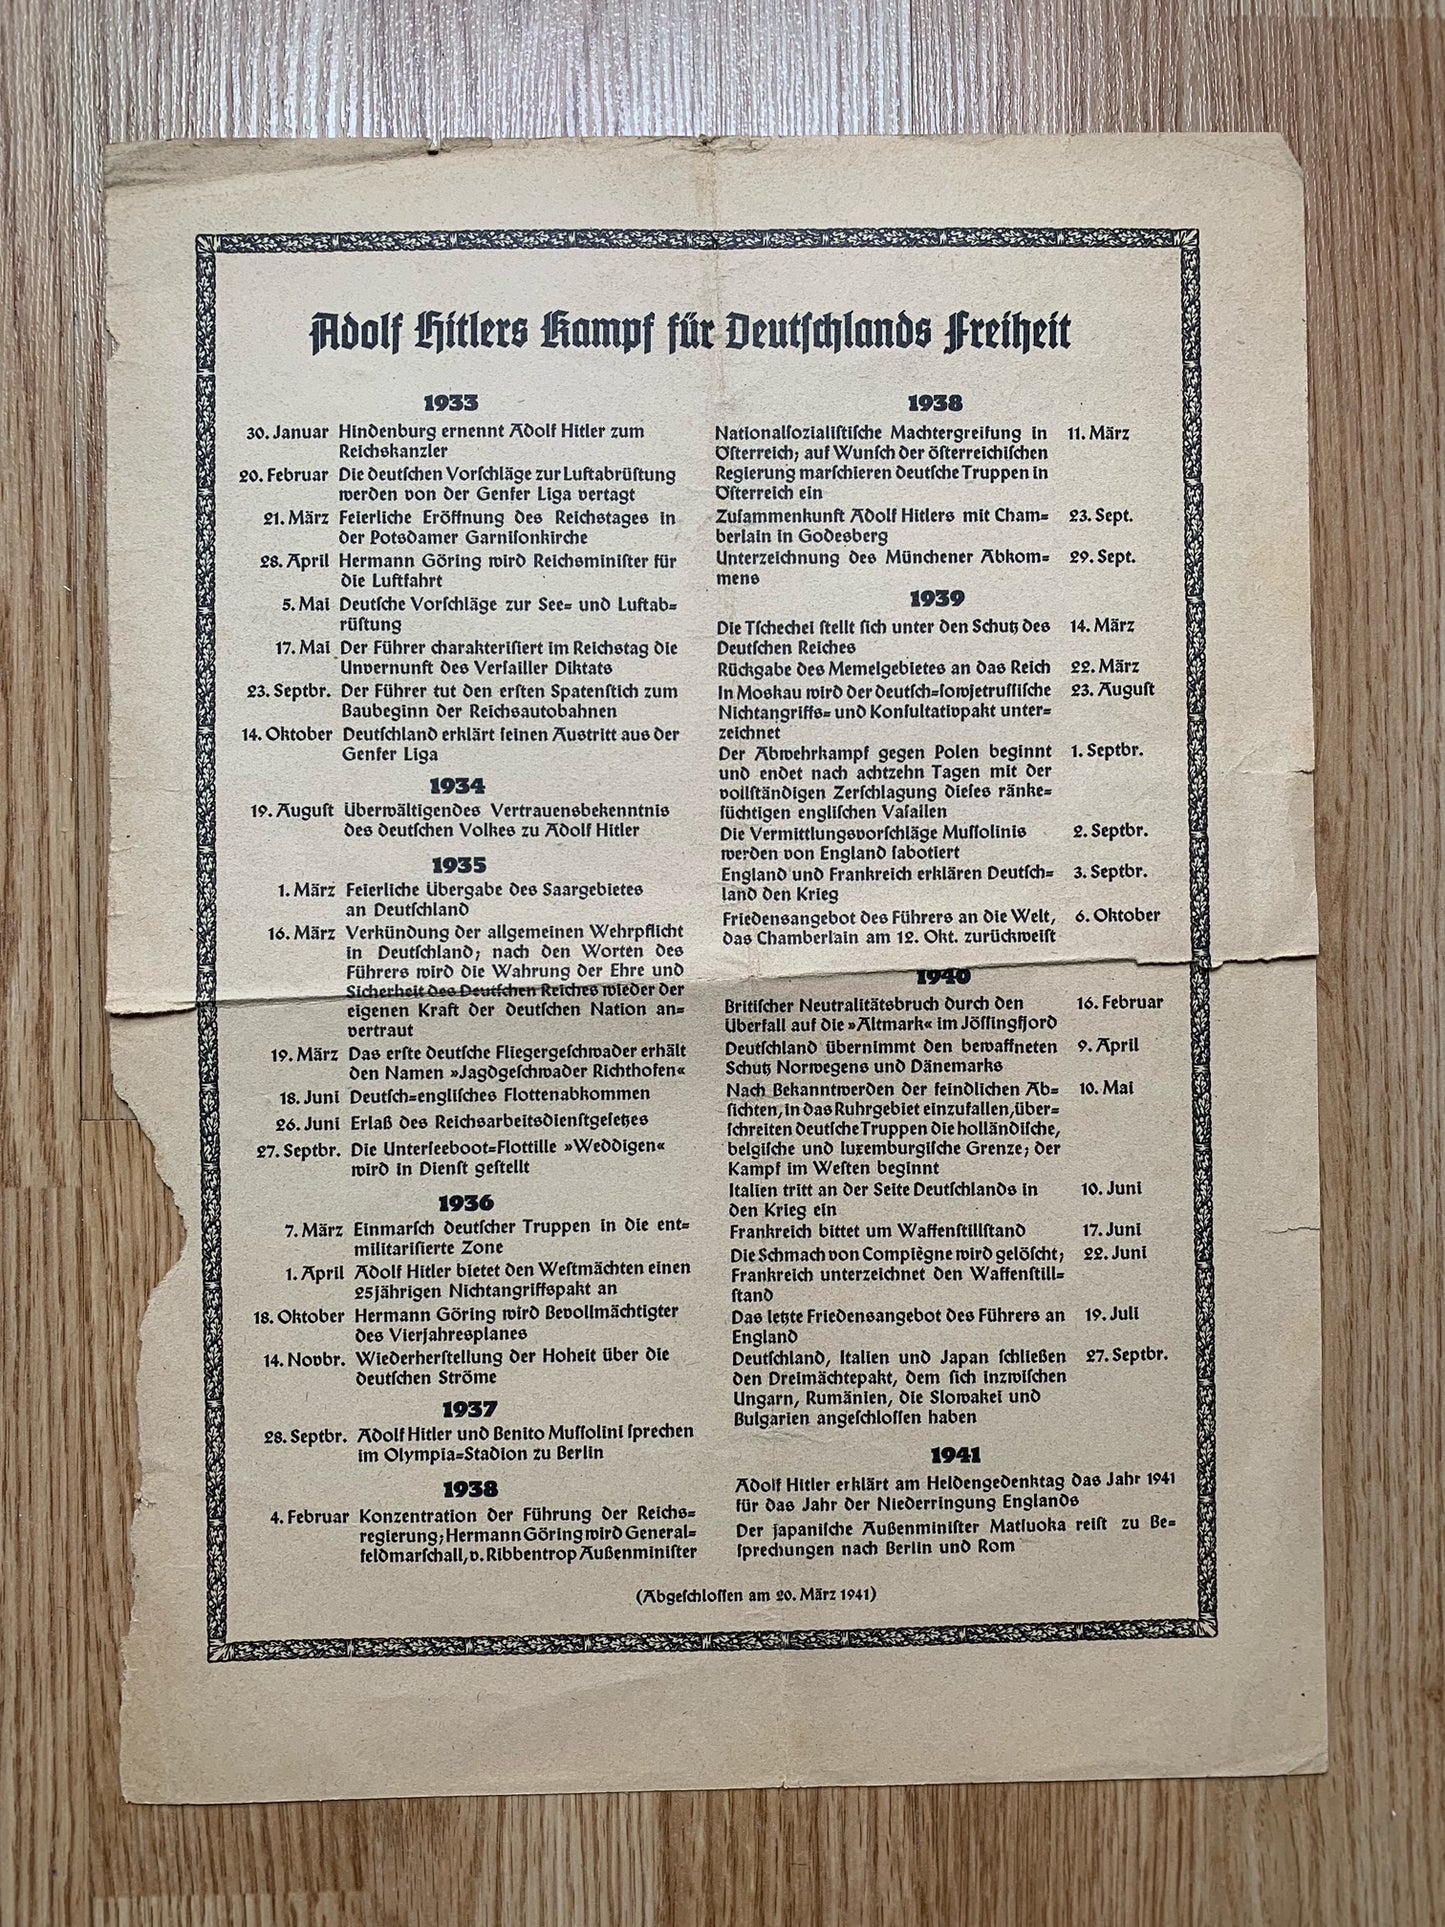 Adolf Hitlers Kampf für Deutschlands Freiheit
1933
30. Januar Hindenburg ernennt Adolf Hitler zum
Reichskanzler
20. Februar Die deutschen Vorschläge zur Luftabrüstung
werden von der Genfer Liga vertagt
21. März Feierliche Eröffnung des Reichstages in
der Potsdamer Garnisonkirche
28. April Hermann Göring wird Reichsminister für
die Luftfahrt
5. Mai Deutsche Vorschläge zur See- und Luftab-
rüstung
17. Mai Der Führer charakterisiert im Reichstag die
Unvernunft des Versailler Diktats
23. Septbr. Der Führer tut den ersten Spatenstich zum
Baubeginn der Reichsautobahnen
14. Oktober Deutschland erklärt seinen Austritt aus der
Genfer Liga
1934
19. August Überwältigendes Vertrauensbekenntnis
des deutschen Volkes zu Adolf Hitler
1935
1. März Feierliche Übergabe des Saargebietes
an Deutschland
16. März Verkündung der allgemeinen Wehrpflicht
in Deutschland; nach den Worten des
Führers wird die Wahrung der Ehre und
Sicherheit des Deutschen Reiches wieder der
eigenen Kraft der deutschen Nation an-
vertraut
19. März Das erste deutsche Fliegergeschwader erhält
den Namen »Jagdgeschwader Richthofen«
18. Juni Deutsch-englisches Flottenabkommen
26. Juni Erlaß des Reichsarbeitsdienstgesetzes
27. Septbr. Die Unterseeboot-Flottille »Weddigen«
wird in Dienst gestellt
1936
7. März Einmarsch deutscher Truppen in die ent-
militarisierte Zone
1. April Adolf Hitler bietet den Westmächten einen
25jährigen Nichtangriffspakt an
18. Oktober Hermann Göring wird Bevollmächtigter
des Vierjahresplanes
14. Novbr. Wiederherstellung der Hoheit über die
deutschen Ströme
1937
28. Septbr. Adolf Hitler und Benito Mussolini sprechen
im Olympia-Stadion zu Berlin
1938
4. Februar Konzentration der Führung der Reichs-
regierung; Hermann Göring wird General-
feldmarschall, v. Ribbentrop Außenminister
1938
Nationalsozialistische Machtergreifung in 11. März
Österreich; auf Wunsch der österreichischen
Regierung marschieren deutsche Truppen in
Österreich ein
Zusammenkunft Adolf Hitlers mit Cham- 23. Sept.
berlain in Godesberg
Unterzeichnung des Münchener Abkom- 29. Sept.
mens
1939
Die Tschechei stellt sich unter den Schutz des 14. März
Deutschen Reiches
Rückgabe des Memelgebietes an das Reich 22. März
In Moskau wird der deutsch-sowjetrussische 23. August
Nichtangriffs- und Konsultativpakt unter-
zeichnet
Der Abwehrkampf gegen Polen beginnt 1. Septbr.
und endet nach achtzehn Tagen mit der
vollständigen Zerschlagung dieses ränke-
süchtigen englischen Vasallen
Die Vermittlungsvorschläge Mussolinis 2. Septbr.
werden von England sabotiert
England und Frankreich erklären Deutsch- 3. Septbr.
land den Krieg
Friedensangebot des Führers an die Welt, 6. Oktober
das Chamberlain am 12. Okt. zurückweist
1940
Britischer Neutralitätsbruch durch den 16. Februar
Überfall auf die »Altmark« im Jössingfjord
Deutschland übernimmt den bewaffneten 9. April
Schutz Norwegens und Dänemarks
Nach Bekanntwerden der feindlichen Ab- 10. Mai
sichten, in das Ruhrgebiet einzufallen, über-
schreiten deutsche Truppen die holländische,
belgische und luxemburgische Grenze; der
Kampf im Westen beginnt
Italien tritt an der Seite Deutschlands in 10. Juni
den Krieg ein
Frankreich bittet um Waffenstillstand 17. Juni
Die Schmach von Compiègne wird gelöscht; 22. Juni
Frankreich unterzeichnet den Waffenstill-
stand
Das letzte Friedensangebot des Führers an 19. Juli
England
Deutschland, Italien und Japan schließen 27. Septbr.
den Dreimächtepakt, dem sich inzwischen
Ungarn, Rumänien, die Slowakei und
Bulgarien angeschlossen haben
1941
Adolf Hitler erklärt am Heldengedenktag das Jahr 1941
für das Jahr der Niederringung Englands
Der japanische Außenminister Matsuoka reist zu Be-
sprechungen nach Berlin und Rom
(Abgeschlossen am 20. März 1941)